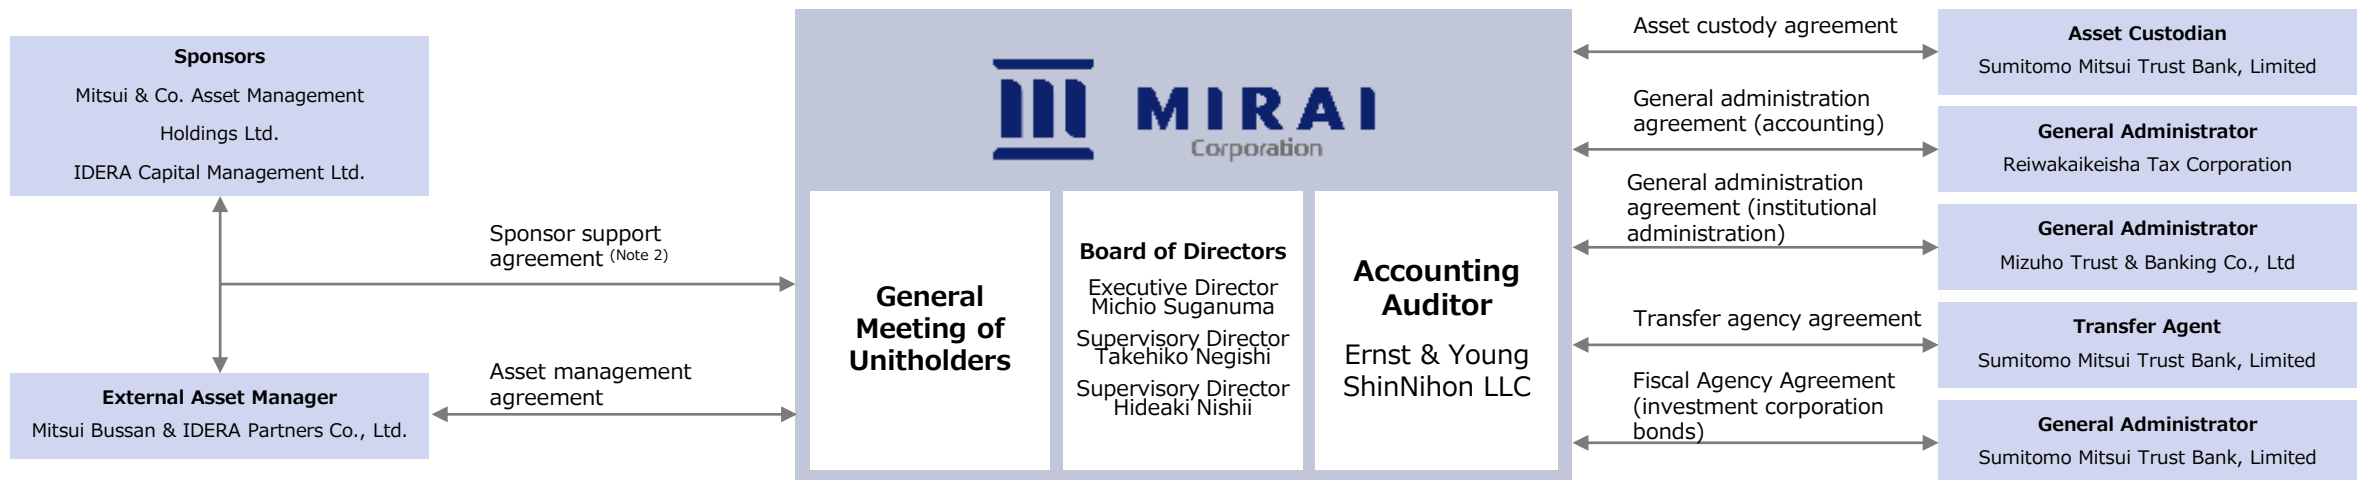 Sponsors
Mitsui & Co. Asset Management
Holdings Ltd.
IDERA Capital Management Ltd.
Sponsor support
agreement (Note 2)
External Asset Manager
Mitsui Bussan & IDERA Partners Co., Ltd.
Asset management
agreement
MIRAI
Corporation
General
Meeting of
Unitholders
Board of Directors
Executive Director
Michio Suganuma
Supervisory Director
Takehiko Negishi
Supervisory Director
Hideaki Nishii
Accounting
Auditor
Ernst & Young
ShinNihon LLC
Asset custody agreement
Asset Custodian
Sumitomo Mitsui Trust Bank, Limited
General administration
agreement (accounting)
General Administrator
Reiwakaikeisha Tax Corporation
General administration
agreement (institutional
administration)
General Administrator
Mizuho Trust & Banking Co., Ltd
Transfer agency agreement
Transfer Agent
Sumitomo Mitsui Trust Bank, Limited
Fiscal Agency Agreement
(investment corporation
bonds)
General Administrator
Sumitomo Mitsui Trust Bank, Limited